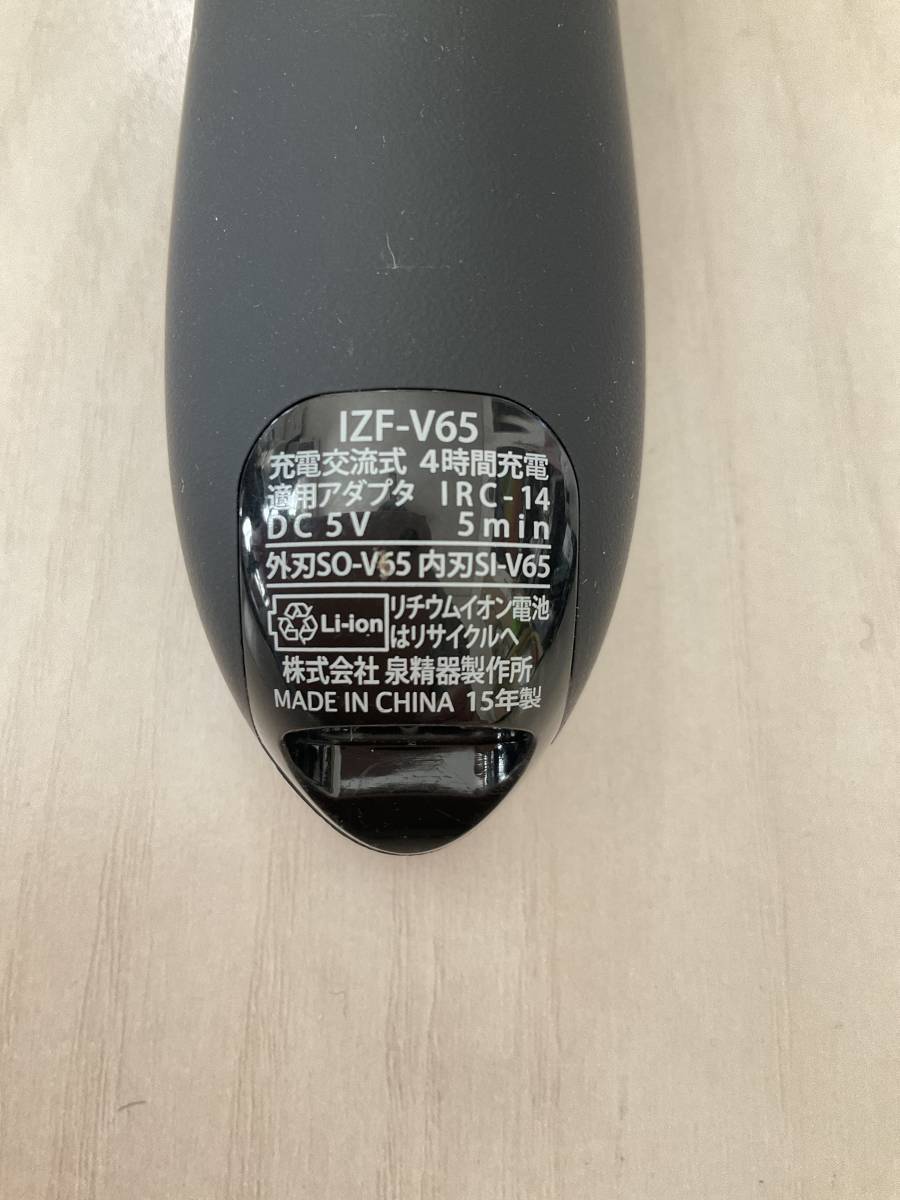 IZF-V65
充電交流式 4時間充電
適用アダプタ IRC-14
DC 5V 5min
外刃SO-V65 内刃SI-V65
Li-ion リチウムイオン電池
はリサイクルへ
株式会社 泉精器製作所
MADE IN CHINA 15年製